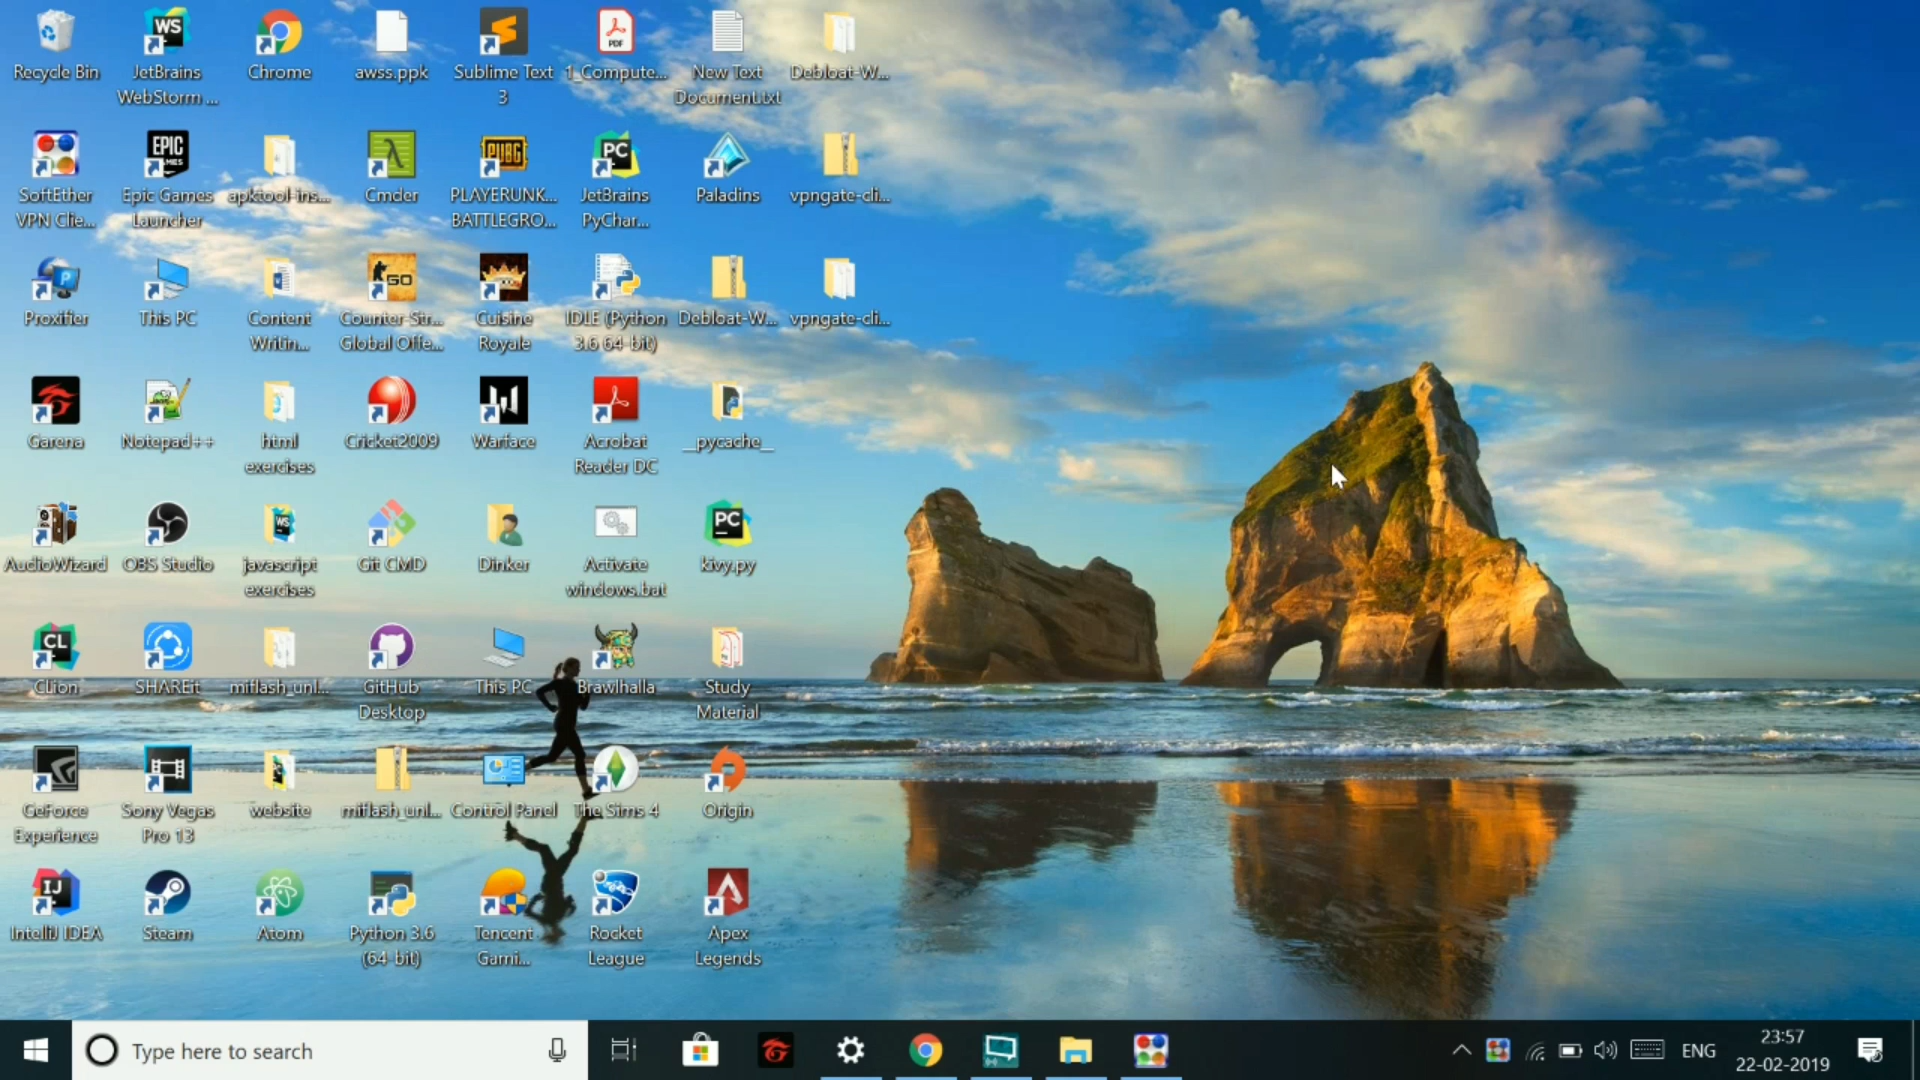 Recycle Bin
JetBrains
WebStorm ...
Chrome
awss.ppk
Sublime Text
3
PDF
1_Compute...
New Text
Document.txt
Debloat-W...
SoftEther
VPN Clie...
Epic Games
Launcher
apktool-ins...
Cmder
PLAYERUNK...
BATTLEGRO...
JetBrains
PyChar...
Paladins
vpngate-cli...
Proxifier
This PC
Content
Writin...
Counter-Str...
Global Offe...
Cuisine
Royale
IDLE (Python
3.6 64-bit)
Debloat-W...
vpngate-cli...
Garena
Notepad++
html
exercises
Cricket2009
Warface
Acrobat
Reader DC
__pycache__
AudioWizard
OBS Studio
javascript
exercises
Git CMD
Dinker
Activate
windows.bat
kivy.py
CLion
SHAREit
miflash_unl...
GitHub
Desktop
This PC
Brawlhalla
Study
Material
GeForce
Experience
Sony Vegas
Pro 13
website
miflash_unl...
Control Panel
The Sims 4
Origin
IntelliJ IDEA
Steam
Atom
Python 3.6
(64-bit)
Tencent
Gami...
Rocket
League
Apex
Legends
Type here to search
ENG
23:57
22-02-2019